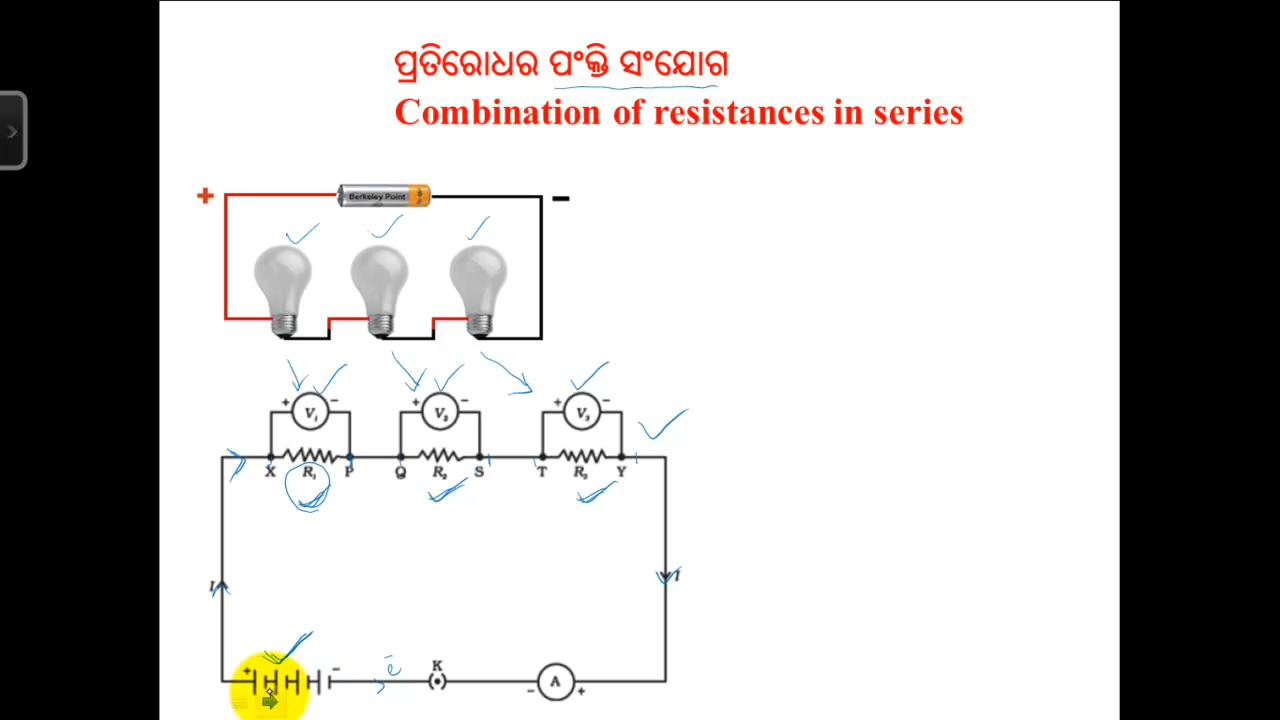 ପ୍ରତିରୋଧର ପଂକ୍ତି ସଂଯୋଗ
Combination of resistances in series
+ Berkeley Point −
+ V₁ − + V₂ − + V₃ −
X R₁ P Q R₂ S T R₃ Y
I I
+ − e⁻ K − A +